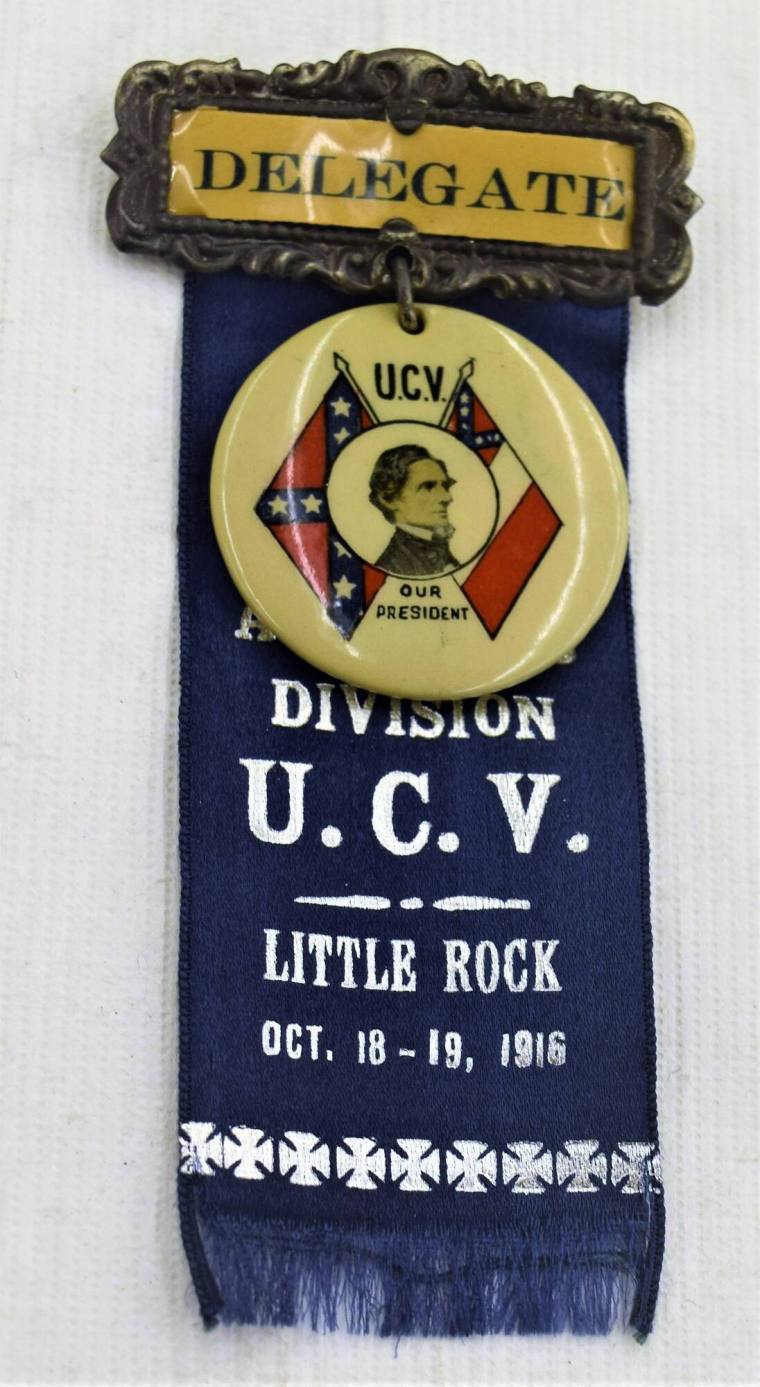 DELEGATE
U.C.V.
OUR
PRESIDENT
DIVISION
U. C. V.
LITTLE ROCK
OCT. 18-19, 1916